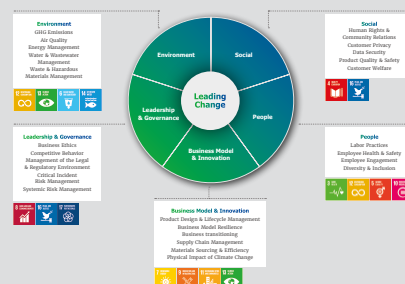 Environment
GHG Emissions
Air Quality
Energy Management
Water & Wastewater
Management
Waste & Hazardous
Materials Management
Social
Human Rights &
Community Relations
Customer Privacy
Data Security
Product Quality & Safety
Customer Welfare
Environment
Social
Leading
Change
Leadership
& Governance
People
Business Model
& Innovation
Leadership & Governance
Business Ethics
Competitive Behavior
Management of the Legal
& Regulatory Environment
Critical Incident
Risk Management
Systemic Risk Management
People
Labor Practices
Employee Health & Safety
Employee Engagement
Diversity & Inclusion
Business Model & Innovation
Product Design & Lifecycle Management
Business Model Resilience
Business transitioning
Supply Chain Management
Materials Sourcing & Efficiency
Physical Impact of Climate Change